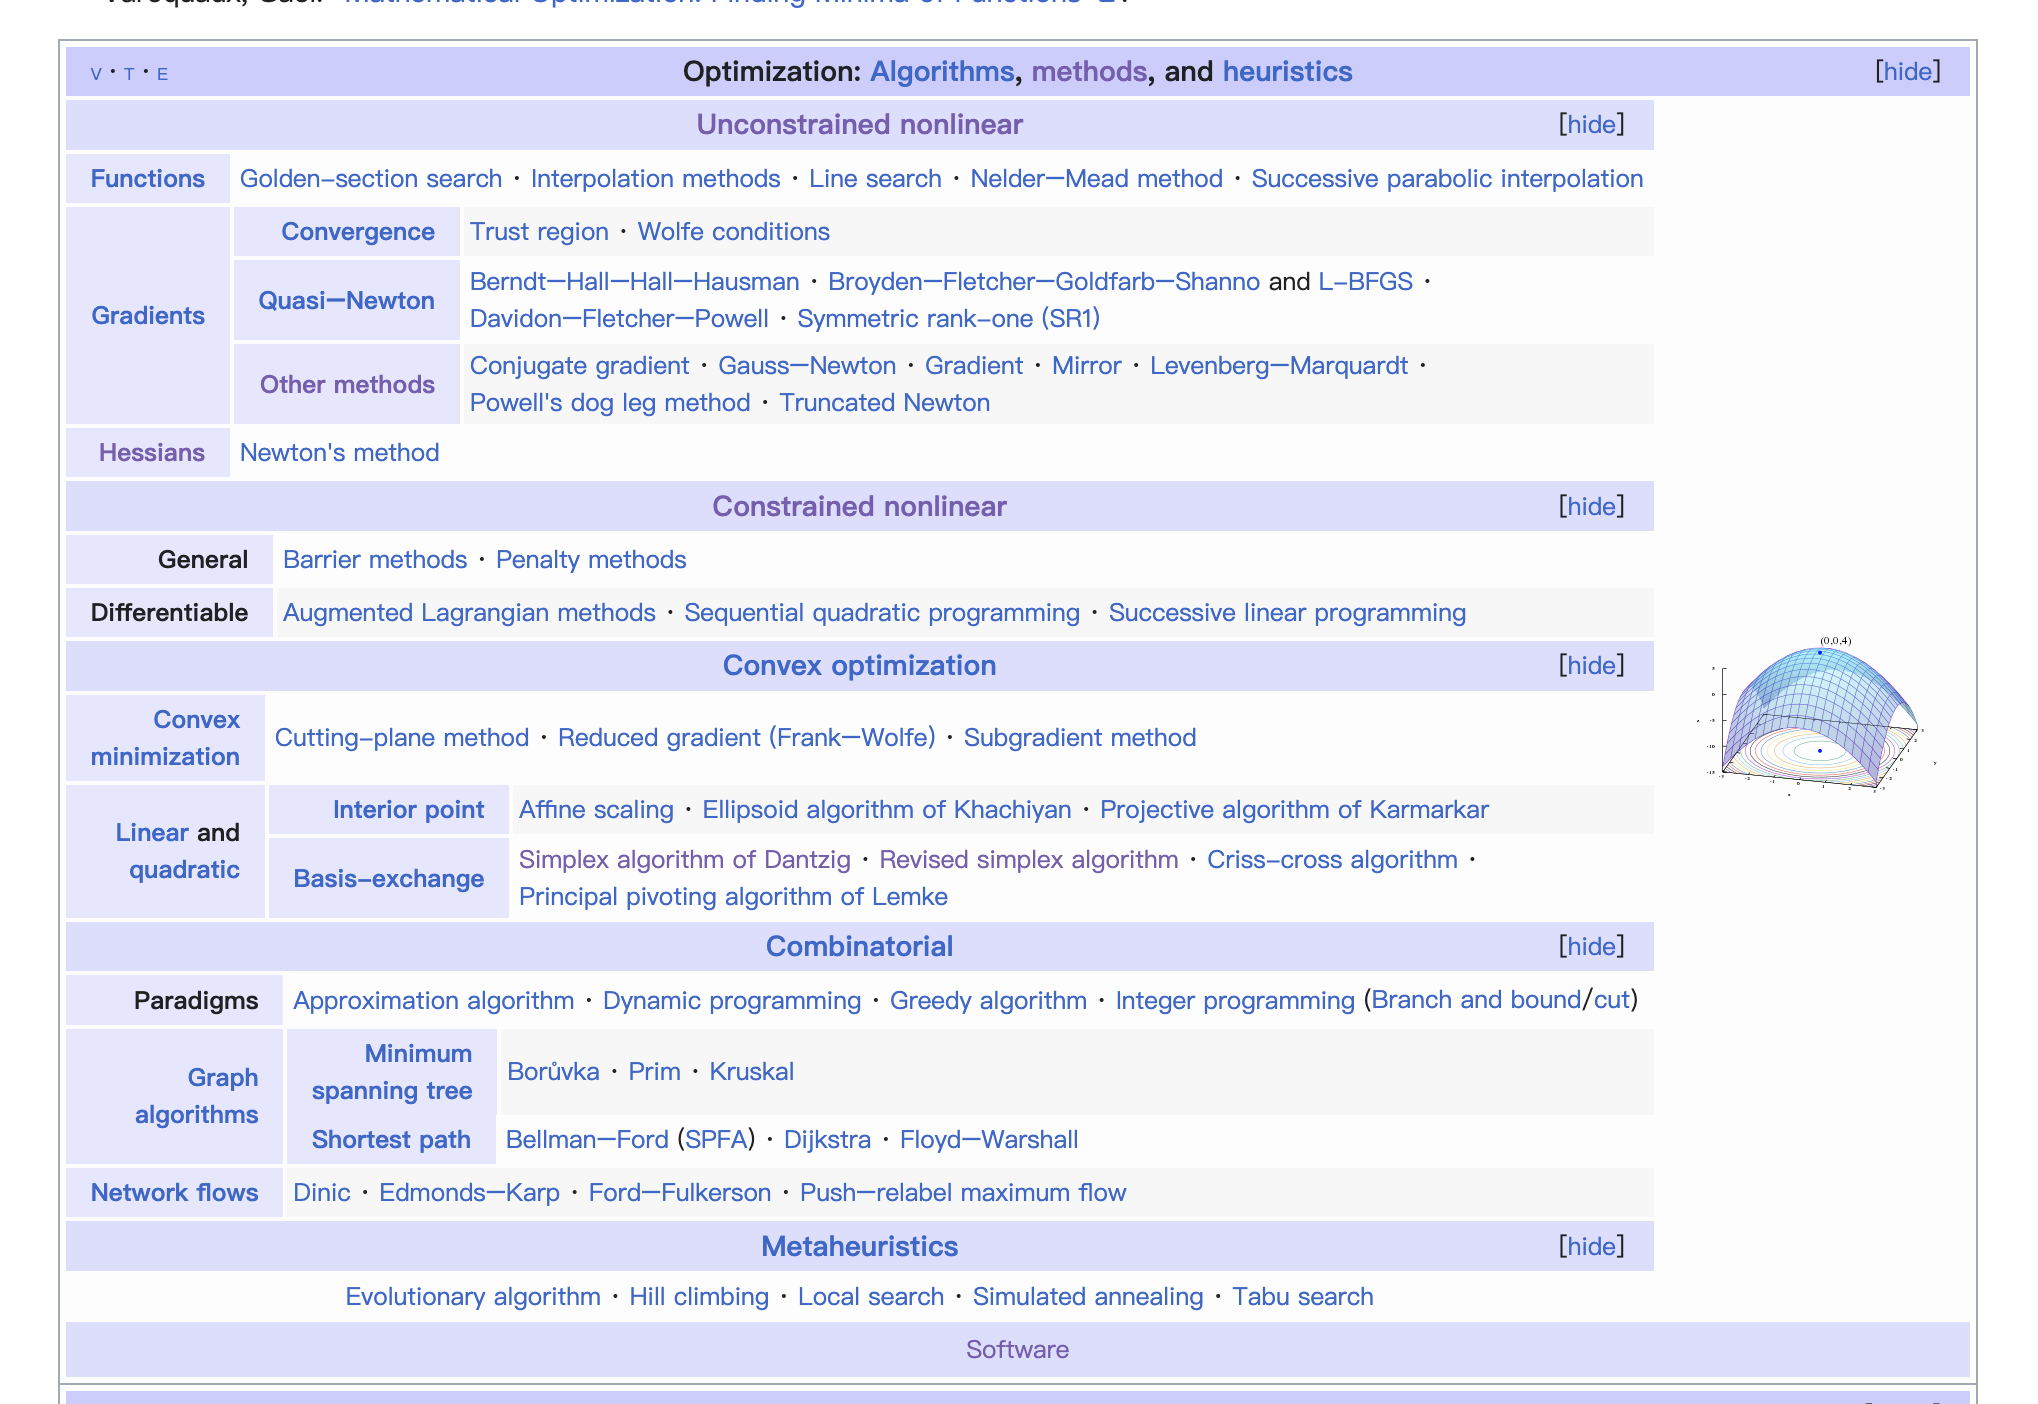 Varoquaux, Gaël. "Mathematical Optimization: Finding Minima of Functions".
V · T · E
Optimization: Algorithms, methods, and heuristics
[hide]
Unconstrained nonlinear
[hide]
Functions
Golden-section search · Interpolation methods · Line search · Nelder–Mead method · Successive parabolic interpolation
Gradients
Convergence
Trust region · Wolfe conditions
Quasi–Newton
Berndt–Hall–Hall–Hausman · Broyden–Fletcher–Goldfarb–Shanno and L-BFGS ·
Davidon–Fletcher–Powell · Symmetric rank-one (SR1)
Other methods
Conjugate gradient · Gauss–Newton · Gradient · Mirror · Levenberg–Marquardt ·
Powell's dog leg method · Truncated Newton
Hessians
Newton's method
Constrained nonlinear
[hide]
General
Barrier methods · Penalty methods
Differentiable
Augmented Lagrangian methods · Sequential quadratic programming · Successive linear programming
Convex optimization
[hide]
Convex
minimization
Cutting-plane method · Reduced gradient (Frank–Wolfe) · Subgradient method
Linear and
quadratic
Interior point
Affine scaling · Ellipsoid algorithm of Khachiyan · Projective algorithm of Karmarkar
Basis-exchange
Simplex algorithm of Dantzig · Revised simplex algorithm · Criss-cross algorithm ·
Principal pivoting algorithm of Lemke
(0,0,4)
Combinatorial
[hide]
Paradigms
Approximation algorithm · Dynamic programming · Greedy algorithm · Integer programming (Branch and bound/cut)
Graph
algorithms
Minimum
spanning tree
Borůvka · Prim · Kruskal
Shortest path
Bellman–Ford (SPFA) · Dijkstra · Floyd–Warshall
Network flows
Dinic · Edmonds–Karp · Ford–Fulkerson · Push–relabel maximum flow
Metaheuristics
[hide]
Evolutionary algorithm · Hill climbing · Local search · Simulated annealing · Tabu search
Software